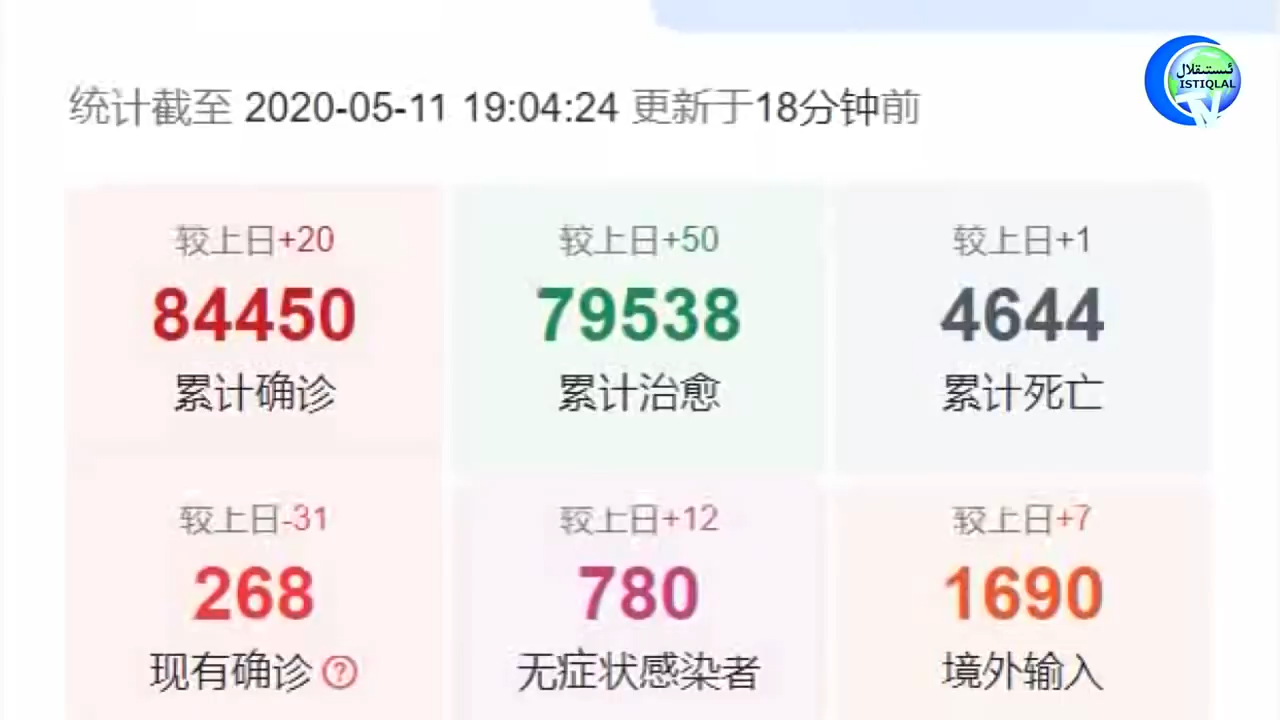 ئىستىقلال
ISTIQLAL
TV
统计截至 2020-05-11 19:04:24 更新于18分钟前
较上日+20 较上日+50 较上日+1
84450 79538 4644
累计确诊 累计治愈 累计死亡
较上日-31 较上日+12 较上日+7
268 780 1690
现有确诊 ? 无症状感染者 境外输入